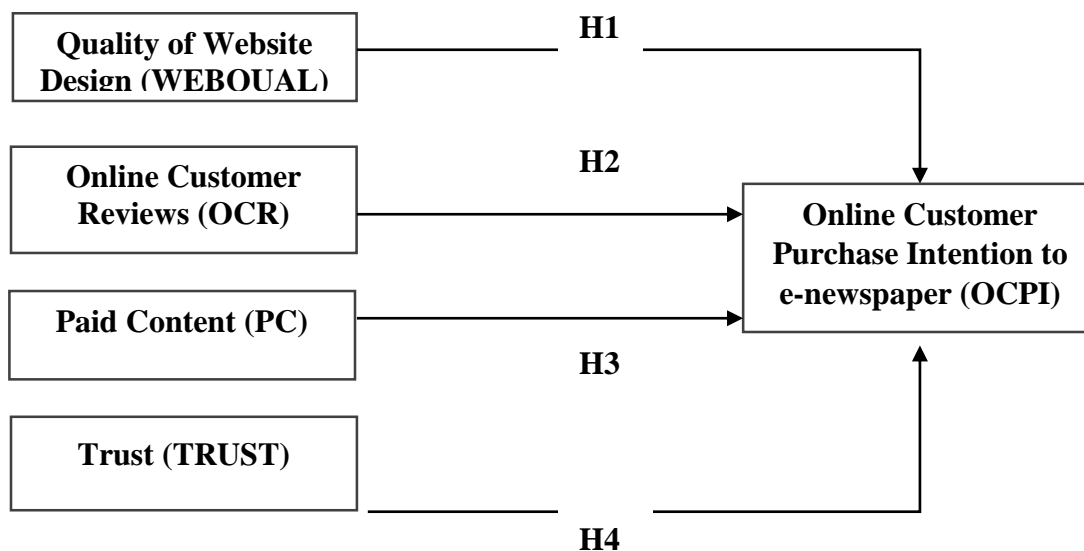 Quality of Website
Design (WEBOUAL)
H1
Online Customer
Reviews (OCR)
H2
Online Customer
Purchase Intention to
e-newspaper (OCPI)
Paid Content (PC)
H3
Trust (TRUST)
H4